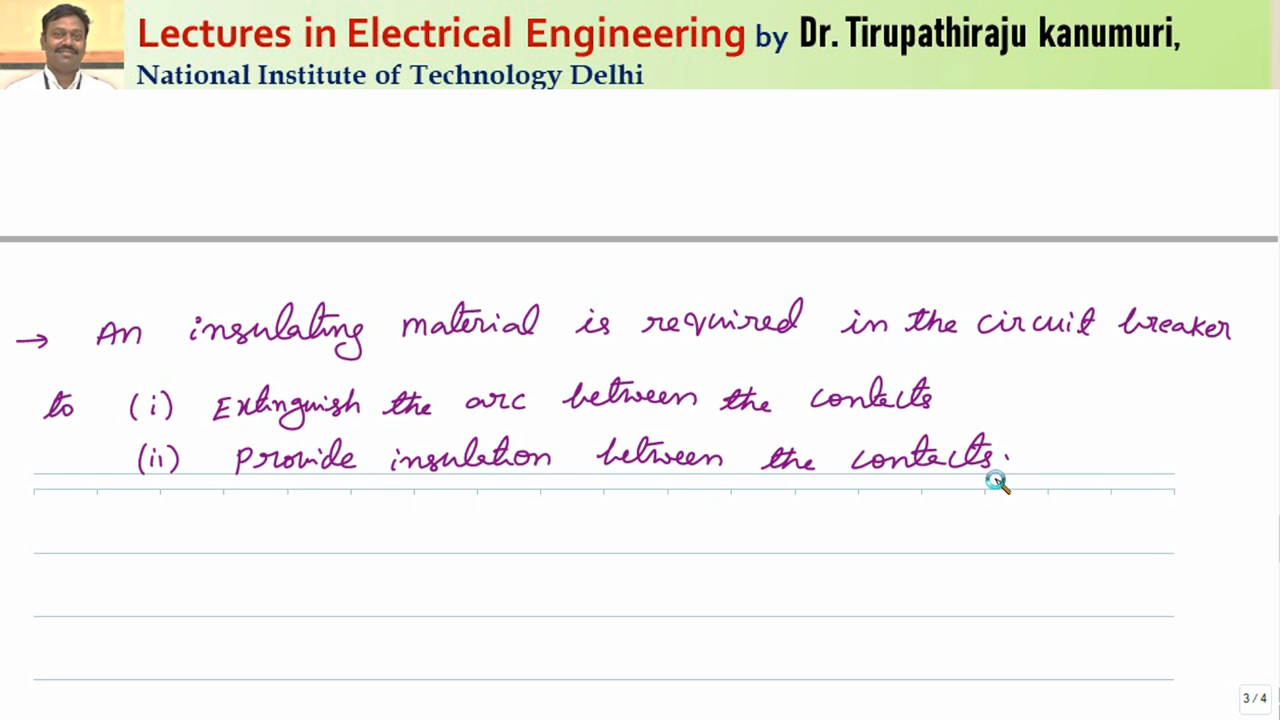 Lectures in Electrical Engineering by Dr. Tirupathiraju kanumuri,
National Institute of Technology Delhi
→ An insulating material is required in the circuit breaker
to (i) Extinguish the arc between the contacts
(ii) Provide insulation between the contacts.
3 / 4